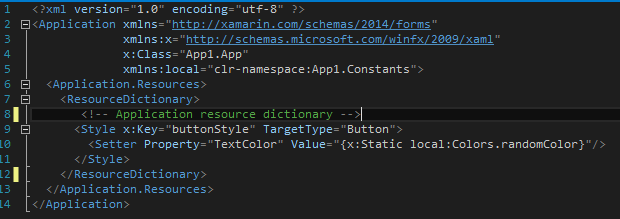 1 <?xml version="1.0" encoding="utf-8" ?>
2 <Application xmlns="http://xamarin.com/schemas/2014/forms"
3 xmlns:x="http://schemas.microsoft.com/winfx/2009/xaml"
4 x:Class="App1.App"
5 xmlns:local="clr-namespace:App1.Constants">
6 <Application.Resources>
7 <ResourceDictionary>
8 <!-- Application resource dictionary -->
9 <Style x:Key="buttonStyle" TargetType="Button">
10 <Setter Property="TextColor" Value="{x:Static local:Colors.randomColor}"/>
11 </Style>
12 </ResourceDictionary>
13 </Application.Resources>
14 </Application>